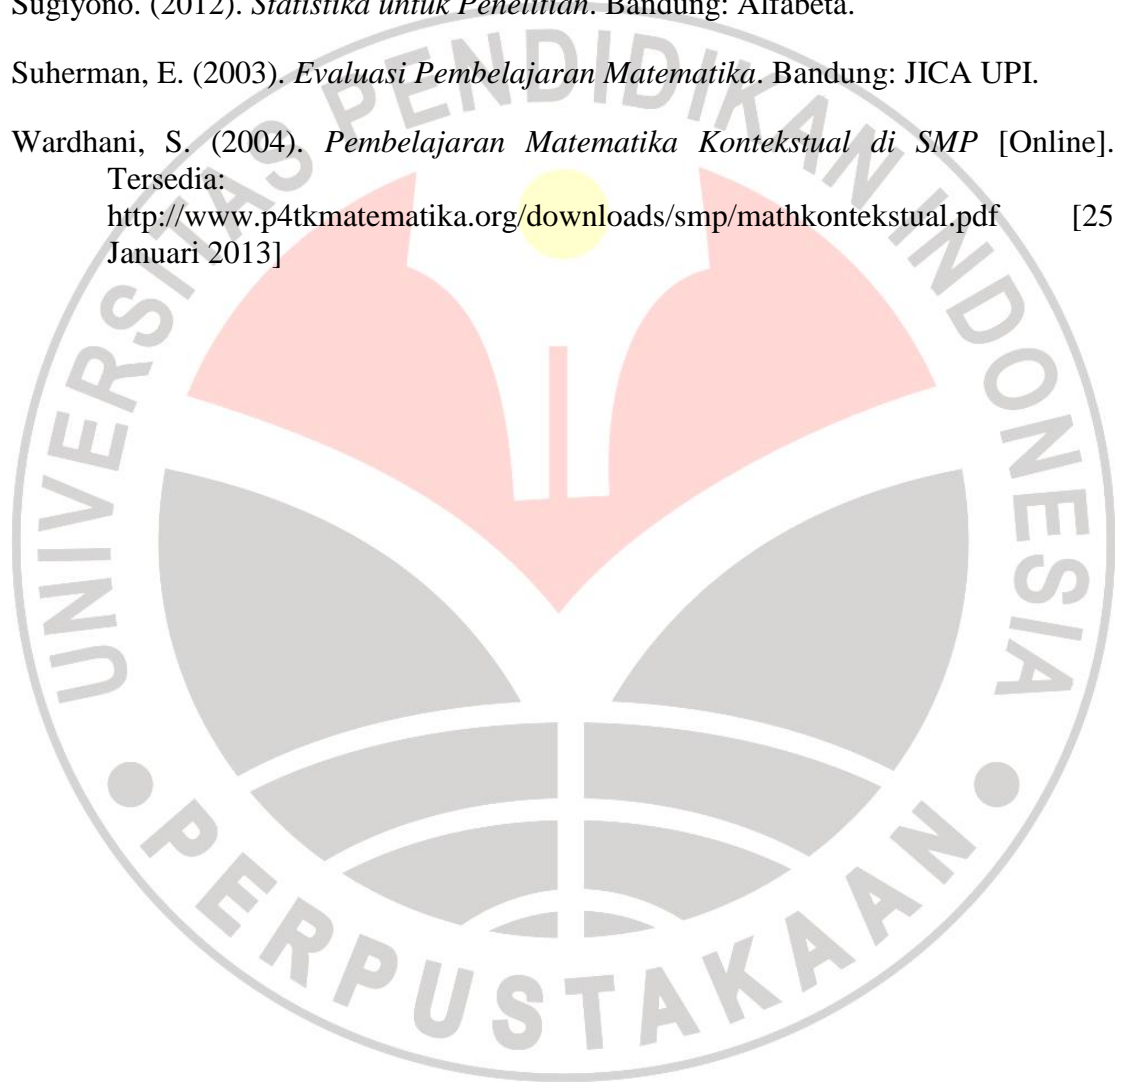 Sugiyono. (2012). Statistika untuk Penelitian. Bandung: Alfabeta.
Suherman, E. (2003). Evaluasi Pembelajaran Matematika. Bandung: JICA UPI.
Wardhani, S. (2004). Pembelajaran Matematika Kontekstual di SMP [Online].
Tersedia:
http://www.p4tkmatematika.org/downloads/smp/mathkontekstual.pdf [25
Januari 2013]
UNIVERSITAS PENDIDIKAN INDONESIA
PERPUSTAKAAN